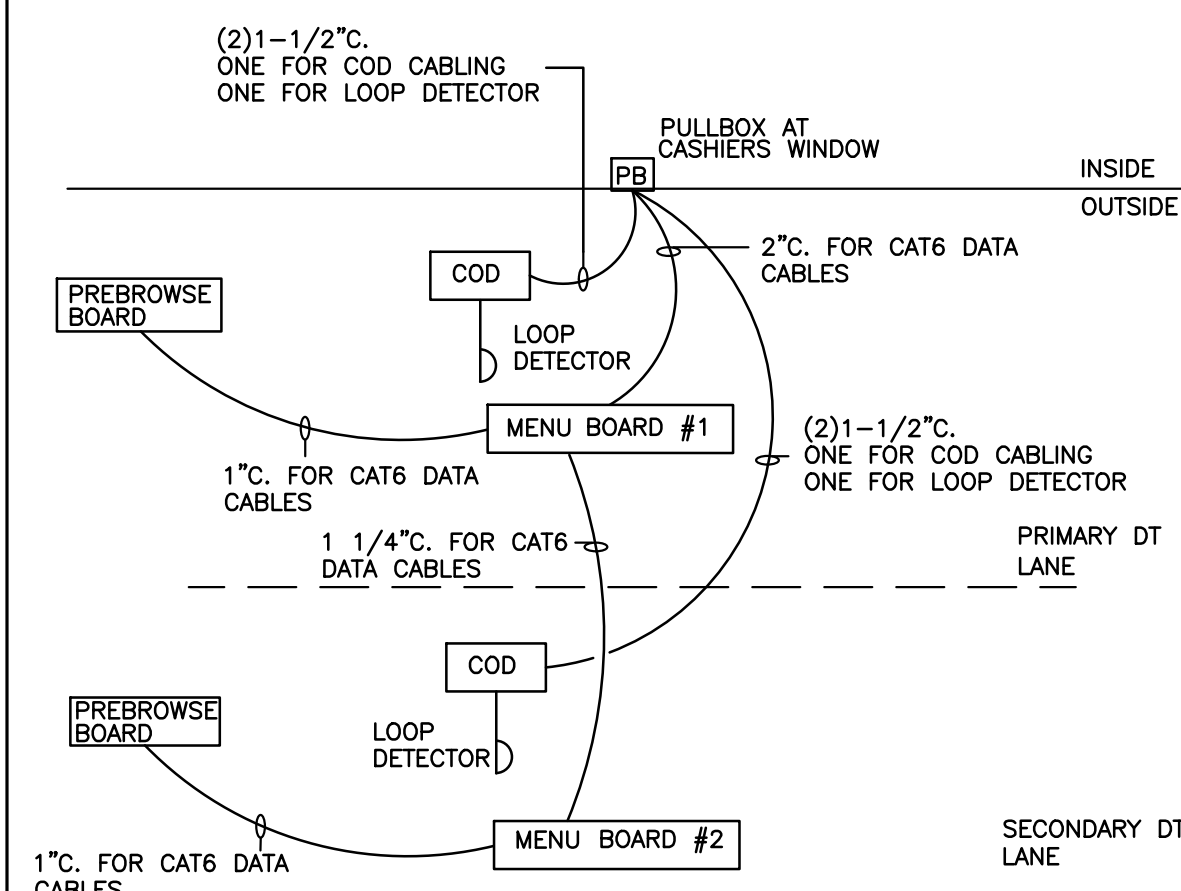 (2)1-1/2"C.
ONE FOR COD CABLING
ONE FOR LOOP DETECTOR
PULLBOX AT
CASHIERS WINDOW
PB
INSIDE
OUTSIDE
2"C. FOR CAT6 DATA
CABLES
COD
PREBROWSE
BOARD
LOOP
DETECTOR
MENU BOARD #1
(2)1-1/2"C.
ONE FOR COD CABLING
ONE FOR LOOP DETECTOR
1"C. FOR CAT6 DATA
CABLES
1 1/4"C. FOR CAT6
DATA CABLES
PRIMARY DT
LANE
COD
PREBROWSE
BOARD
LOOP
DETECTOR
MENU BOARD #2
SECONDARY DT
LANE
1"C. FOR CAT6 DATA
CABLES